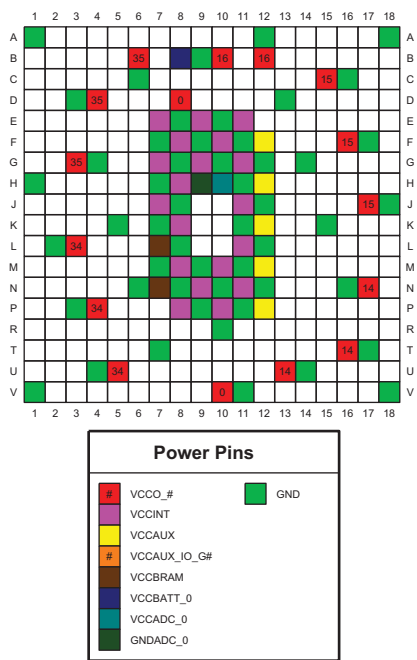 1 2 3 4 5 6 7 8 9 10 11 12 13 14 15 16 17 18
A A
B 35 16 16 B
C 15 C
D 35 0 D
E E
F 15 F
G 35 G
H H
J 15 J
K K
L 34 L
M M
N 14 N
P 34 P
R R
T 14 T
U 34 14 U
V 0 V
1 2 3 4 5 6 7 8 9 10 11 12 13 14 15 16 17 18
Power Pins
# VCCO_# GND
VCCINT
VCCAUX
# VCCAUX_IO_G#
VCCBRAM
VCCBATT_0
VCCADC_0
GNDADC_0